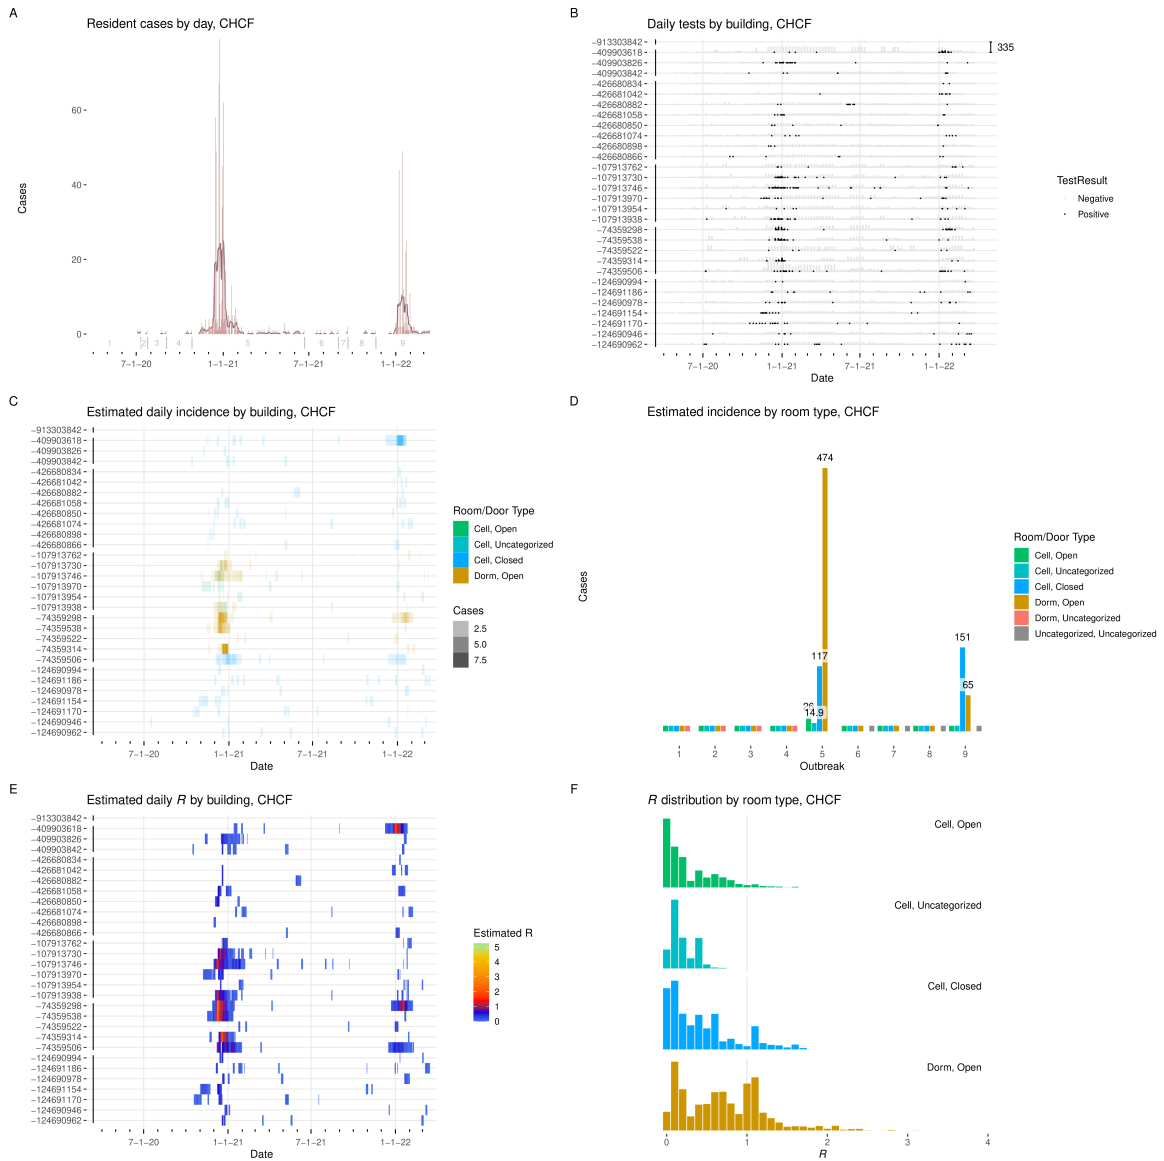 A
Resident cases by day, CHCF
Cases
60
40
20
0
1 2 3 4 5 6 7 8 9
7-1-20 1-1-21 7-1-21 1-1-22
B
Daily tests by building, CHCF
-913303842
-409903618
-409903826
-409903842
-426680834
-426681042
-426680882
-426681058
-426680850
-426681074
-426680898
-426680866
-107913762
-107913730
-107913746
-107913970
-107913954
-107913938
-74359298
-74359538
-74359522
-74359314
-74359506
-124690994
-124691186
-124690978
-124691154
-124691170
-124690946
-124690962
335
7-1-20 1-1-21 7-1-21 1-1-22
Date
TestResult
Negative
Positive
C
Estimated daily incidence by building, CHCF
-913303842
-409903618
-409903826
-409903842
-426680834
-426681042
-426680882
-426681058
-426680850
-426681074
-426680898
-426680866
-107913762
-107913730
-107913746
-107913970
-107913954
-107913938
-74359298
-74359538
-74359522
-74359314
-74359506
-124690994
-124691186
-124690978
-124691154
-124691170
-124690946
-124690962
7-1-20 1-1-21 7-1-21 1-1-22
Date
Room/Door Type
Cell, Open
Cell, Uncategorized
Cell, Closed
Dorm, Open
Cases
2.5
5.0
7.5
D
Estimated incidence by room type, CHCF
Cases
474
117
14.9
151
65
1 2 3 4 5 6 7 8 9
Outbreak
Room/Door Type
Cell, Open
Cell, Uncategorized
Cell, Closed
Dorm, Open
Dorm, Uncategorized
Uncategorized, Uncategorized
E
Estimated daily R by building, CHCF
-913303842
-409903618
-409903826
-409903842
-426680834
-426681042
-426680882
-426681058
-426680850
-426681074
-426680898
-426680866
-107913762
-107913730
-107913746
-107913970
-107913954
-107913938
-74359298
-74359538
-74359522
-74359314
-74359506
-124690994
-124691186
-124690978
-124691154
-124691170
-124690946
-124690962
7-1-20 1-1-21 7-1-21 1-1-22
Date
Estimated R
5
4
3
2
1
0
F
R distribution by room type, CHCF
Cell, Open
Cell, Uncategorized
Cell, Closed
Dorm, Open
0 1 2 3 4
R